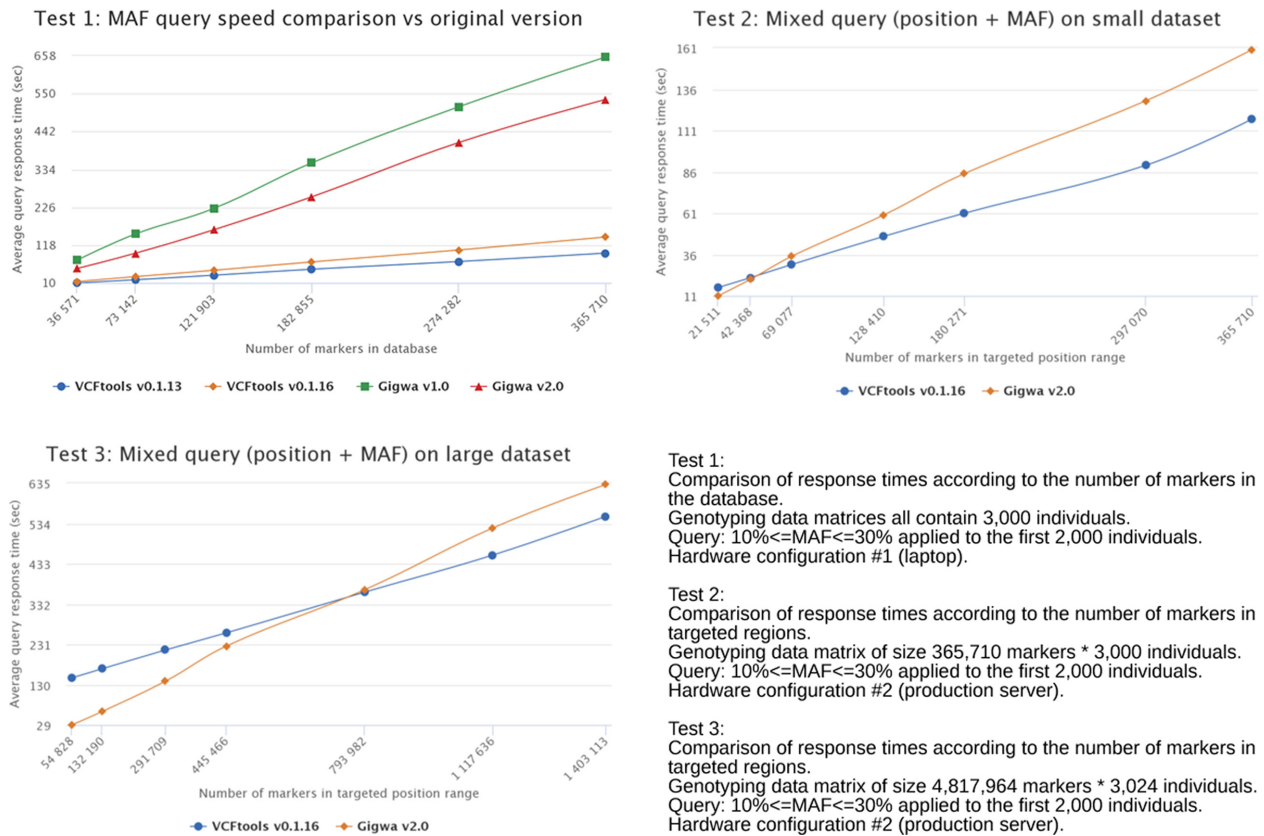 Test 1: MAF query speed comparison vs original version
Average query response time (sec)
658
550
442
334
226
118
10
36 571
73 142
121 903
182 855
274 282
365 710
Number of markers in database
VCFtools v0.1.13 VCFtools v0.1.16 Gigwa v1.0 Gigwa v2.0
Test 2: Mixed query (position + MAF) on small dataset
Average query response time (sec)
161
136
111
86
61
36
11
21 511
42 368
69 077
128 410
180 271
297 070
365 710
Number of markers in targeted position range
VCFtools v0.1.16 Gigwa v2.0
Test 3: Mixed query (position + MAF) on large dataset
Average query response time (sec)
635
534
433
332
231
130
29
54 828
132 190
291 709
445 466
793 982
1 117 636
1 403 113
Number of markers in targeted position range
VCFtools v0.1.16 Gigwa v2.0
Test 1:
Comparison of response times according to the number of markers in
the database.
Genotyping data matrices all contain 3,000 individuals.
Query: 10%<=MAF<=30% applied to the first 2,000 individuals.
Hardware configuration #1 (laptop).
Test 2:
Comparison of response times according to the number of markers in
targeted regions.
Genotyping data matrix of size 365,710 markers * 3,000 individuals.
Query: 10%<=MAF<=30% applied to the first 2,000 individuals.
Hardware configuration #2 (production server).
Test 3:
Comparison of response times according to the number of markers in
targeted regions.
Genotyping data matrix of size 4,817,964 markers * 3,024 individuals.
Query: 10%<=MAF<=30% applied to the first 2,000 individuals.
Hardware configuration #2 (production server).